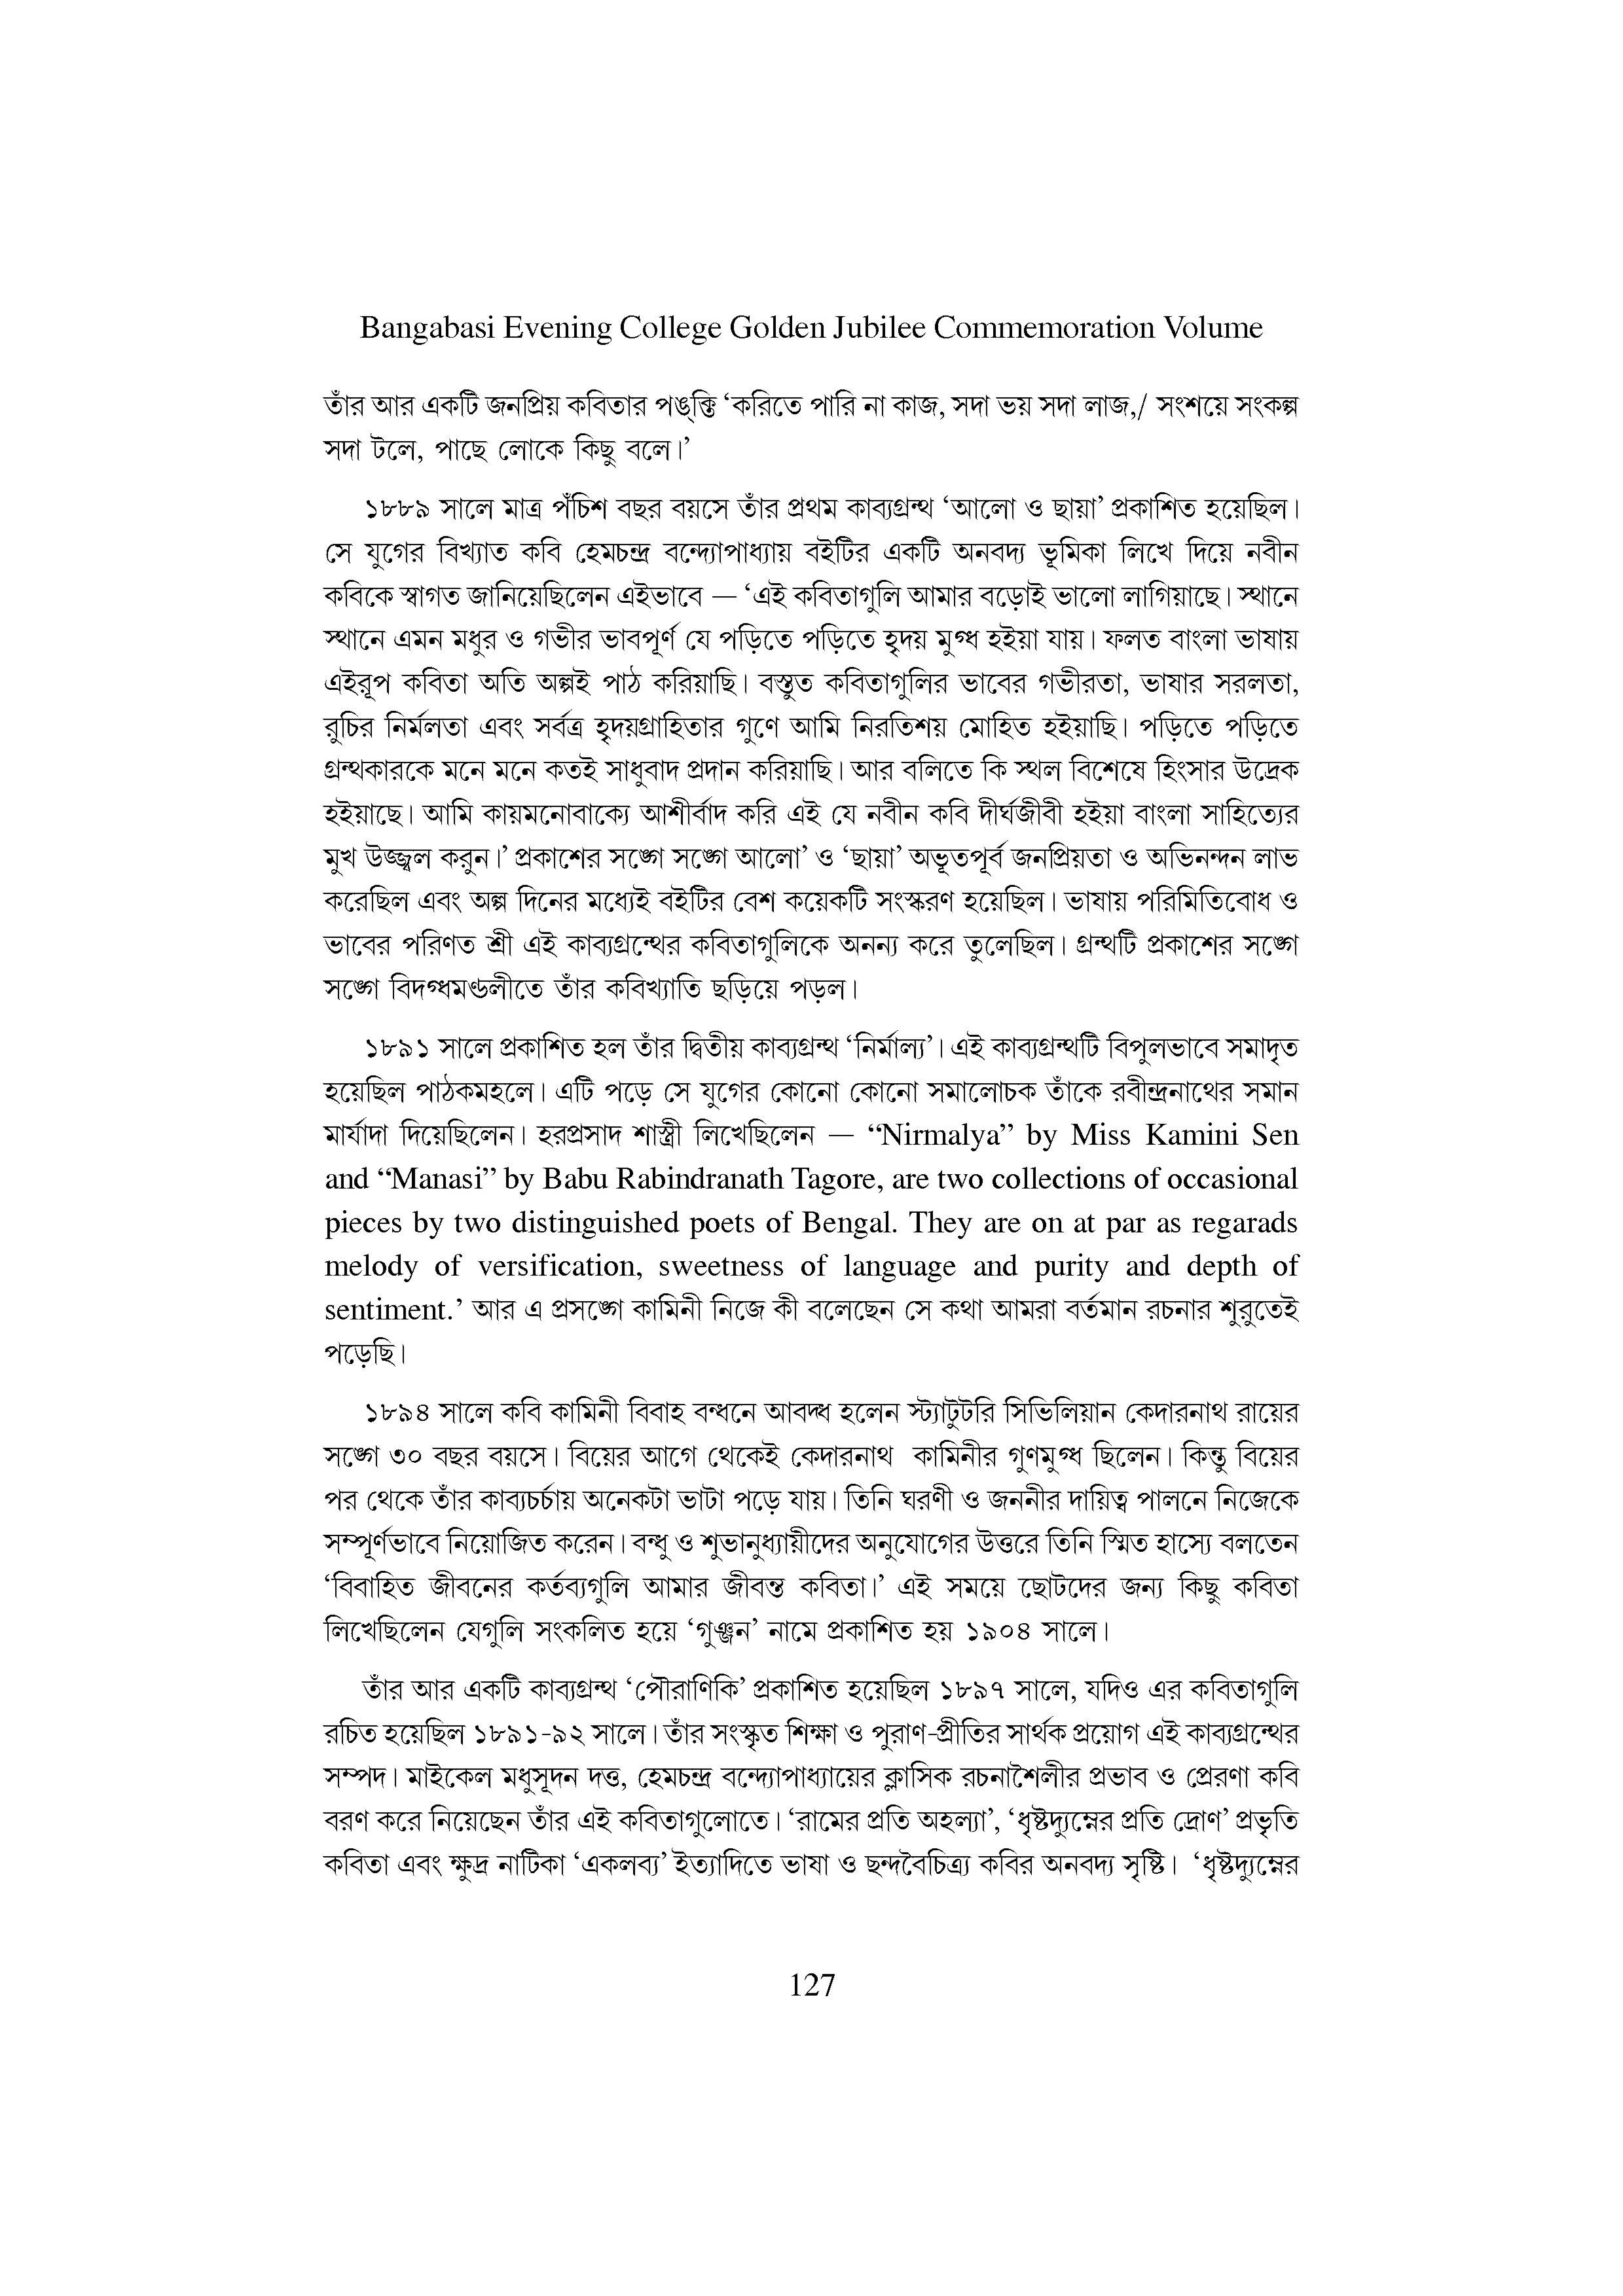 Bangabasi Evening College Golden Jubilee Commemoration Volume
তাঁর আর একটি জনপ্রিয় কবিতার পঙ্‌ক্তি ‘করিতে পারি না কাজ, সদা ভয় সদা লাজ,/ সংশয়ে সংকল্প
সদা টলে, পাছে লোকে কিছু বলে।’
১৮৮৯ সালে মাত্র পঁচিশ বছর বয়সে তাঁর প্রথম কাব্যগ্রন্থ ‘আলো ও ছায়া’ প্রকাশিত হয়েছিল।
সে যুগের বিখ্যাত কবি হেমচন্দ্র বন্দ্যোপাধ্যায় বইটির একটি অনবদ্য ভূমিকা লিখে দিয়ে নবীন
কবিকে স্বাগত জানিয়েছিলেন এইভাবে — ‘এই কবিতাগুলি আমার বড়োই ভালো লাগিয়াছে। স্থানে
স্থানে এমন মধুর ও গভীর ভাবপূর্ণ যে পড়িতে পড়িতে হৃদয় মুগ্ধ হইয়া যায়। ফলত বাংলা ভাষায়
এইরূপ কবিতা অতি অল্পই পাঠ করিয়াছি। বস্তুত কবিতাগুলির ভাবের গভীরতা, ভাষার সরলতা,
রুচির নির্মলতা এবং সর্বত্র হৃদয়গ্রাহিতার গুণে আমি নিরতিশয় মোহিত হইয়াছি। পড়িতে পড়িতে
গ্রন্থকারকে মনে মনে কতই সাধুবাদ প্রদান করিয়াছি। আর বলিতে কি স্থল বিশেষে হিংসার উদ্রেক
হইয়াছে। আমি কায়মনোবাক্যে আশীর্বাদ করি এই যে নবীন কবি দীর্ঘজীবী হইয়া বাংলা সাহিত্যের
মুখ উজ্জ্বল করুন।’ প্রকাশের সঙ্গে সঙ্গে আলো’ ও ‘ছায়া’ অভূতপূর্ব জনপ্রিয়তা ও অভিনন্দন লাভ
করেছিল এবং অল্প দিনের মধ্যেই বইটির বেশ কয়েকটি সংস্করণ হয়েছিল। ভাষায় পরিমিতিবোধ ও
ভাবের পরিণত শ্রী এই কাব্যগ্রন্থের কবিতাগুলিকে অনন্য করে তুলেছিল। গ্রন্থটি প্রকাশের সঙ্গে
সঙ্গে বিদগ্ধমণ্ডলীতে তাঁর কবিখ্যাতি ছড়িয়ে পড়ল।
১৮৯১ সালে প্রকাশিত হল তাঁর দ্বিতীয় কাব্যগ্রন্থ ‘নির্মাল্য’। এই কাব্যগ্রন্থটি বিপুলভাবে সমাদৃত
হয়েছিল পাঠকমহলে। এটি পড়ে সে যুগের কোনো কোনো সমালোচক তাঁকে রবীন্দ্রনাথের সমান
মার্যাদা দিয়েছিলেন। হরপ্রসাদ শাস্ত্রী লিখেছিলেন — “Nirmalya” by Miss Kamini Sen
and “Manasi” by Babu Rabindranath Tagore, are two collections of occasional
pieces by two distinguished poets of Bengal. They are on at par as regarads
melody of versification, sweetness of language and purity and depth of
sentiment.’ আর এ প্রসঙ্গে কামিনী নিজে কী বলেছেন সে কথা আমরা বর্তমান রচনার শুরুতেই
পড়েছি।
১৮৯৪ সালে কবি কামিনী বিবাহ বন্ধনে আবদ্ধ হলেন স্ট্যাটুটরি সিভিলিয়ান কেদারনাথ রায়ের
সঙ্গে ৩০ বছর বয়সে। বিয়ের আগে থেকেই কেদারনাথ কামিনীর গুণমুগ্ধ ছিলেন। কিন্তু বিয়ের
পর থেকে তাঁর কাব্যচর্চায় অনেকটা ভাটা পড়ে যায়। তিনি ঘরণী ও জননীর দায়িত্ব পালনে নিজেকে
সম্পূর্ণভাবে নিয়োজিত করেন। বন্ধু ও শুভানুধ্যায়ীদের অনুযোগের উত্তরে তিনি স্মিত হাস্যে বলতেন
‘বিবাহিত জীবনের কর্তব্যগুলি আমার জীবন্ত কবিতা।’ এই সময়ে ছোটদের জন্য কিছু কবিতা
লিখেছিলেন যেগুলি সংকলিত হয়ে ‘গুঞ্জন’ নামে প্রকাশিত হয় ১৯০৪ সালে।
তাঁর আর একটি কাব্যগ্রন্থ ‘পৌরাণিকি’ প্রকাশিত হয়েছিল ১৮৯৭ সালে, যদিও এর কবিতাগুলি
রচিত হয়েছিল ১৮৯১-৯২ সালে। তাঁর সংস্কৃত শিক্ষা ও পুরাণ-প্রীতির সার্থক প্রয়োগ এই কাব্যগ্রন্থের
সম্পদ। মাইকেল মধুসূদন দত্ত, হেমচন্দ্র বন্দ্যোপাধ্যায়ের ক্লাসিক রচনাশৈলীর প্রভাব ও প্রেরণা কবি
বরণ করে নিয়েছেন তাঁর এই কবিতাগুলোতে। ‘রামের প্রতি অহল্যা’, ‘ধৃষ্টদ্যুম্নের প্রতি দ্রোণ’ প্রভৃতি
কবিতা এবং ক্ষুদ্র নাটিকা ‘একলব্য’ ইত্যাদিতে ভাষা ও ছন্দবৈচিত্র্য কবির অনবদ্য সৃষ্টি। ‘ধৃষ্টদ্যুম্নের
127